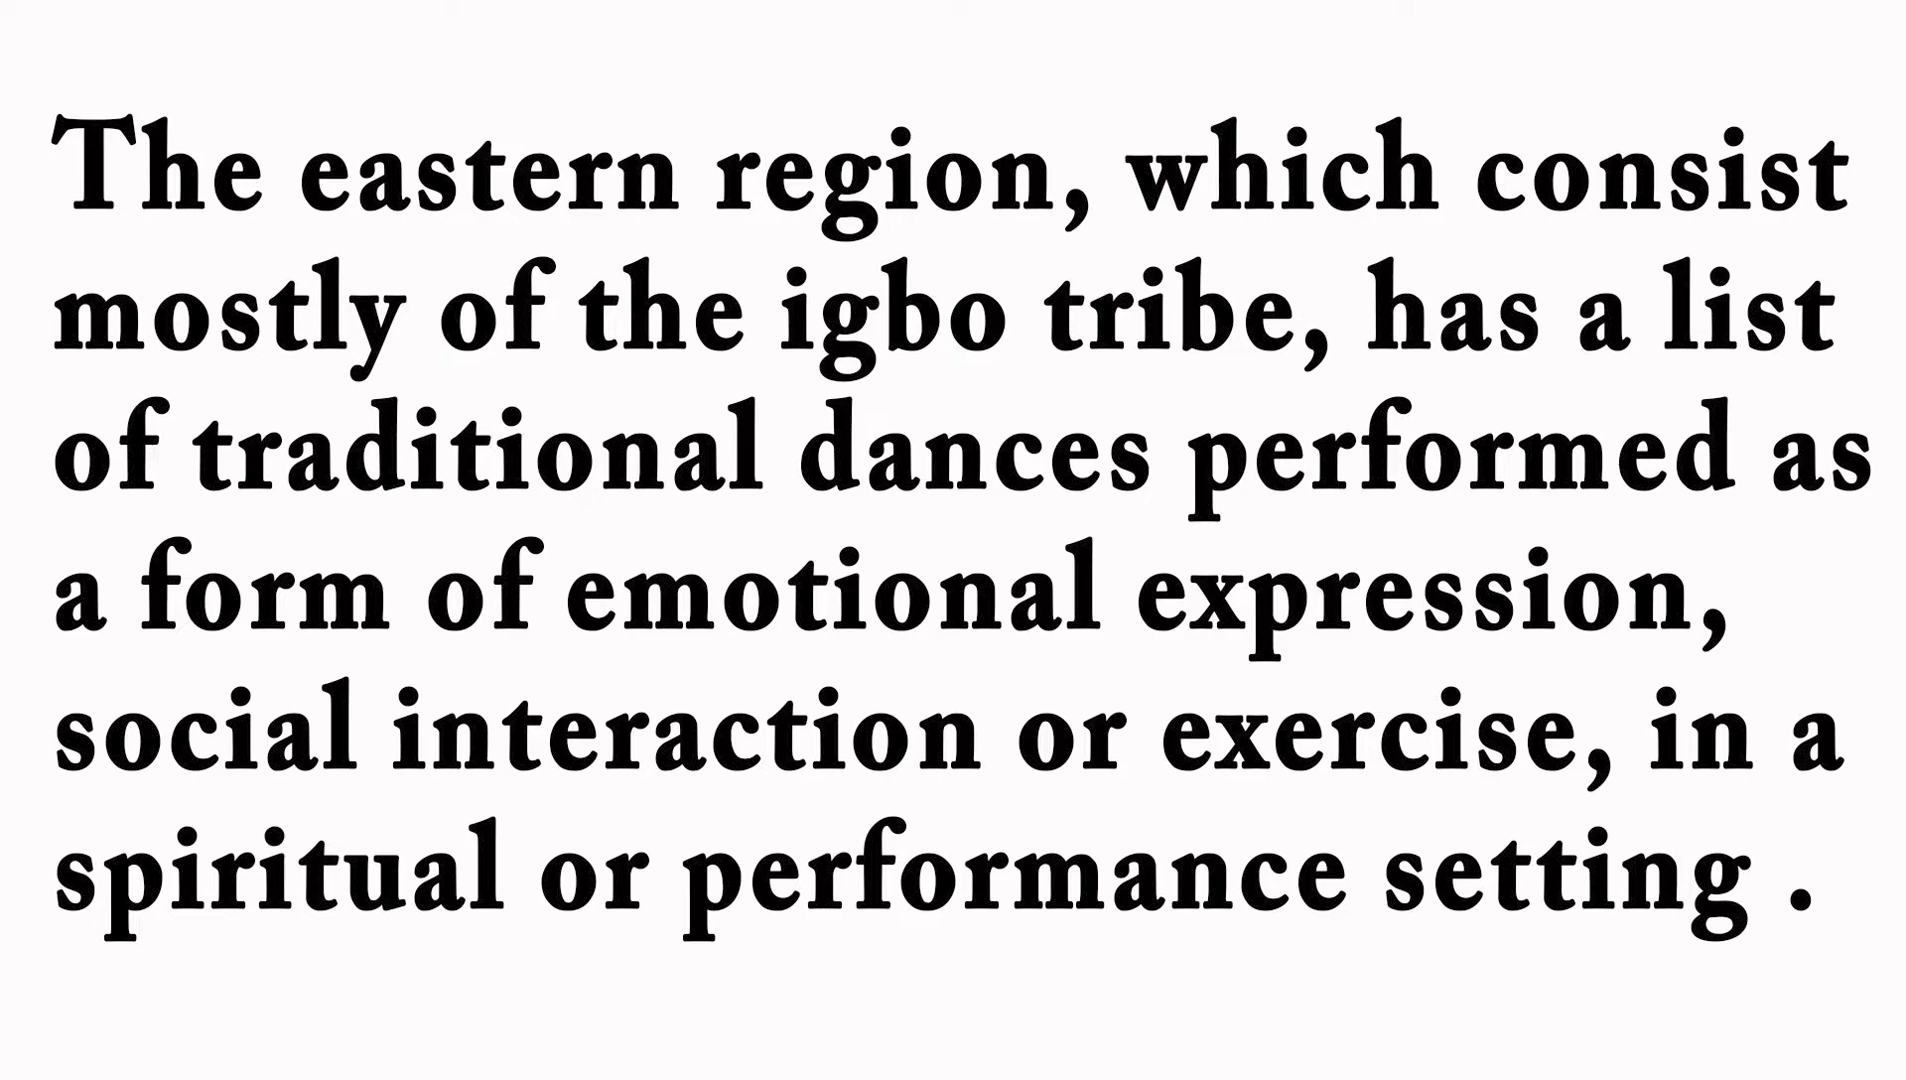 The eastern region, which consist
mostly of the igbo tribe, has a list
of traditional dances performed as
a form of emotional expression,
social interaction or exercise, in a
spiritual or performance setting .